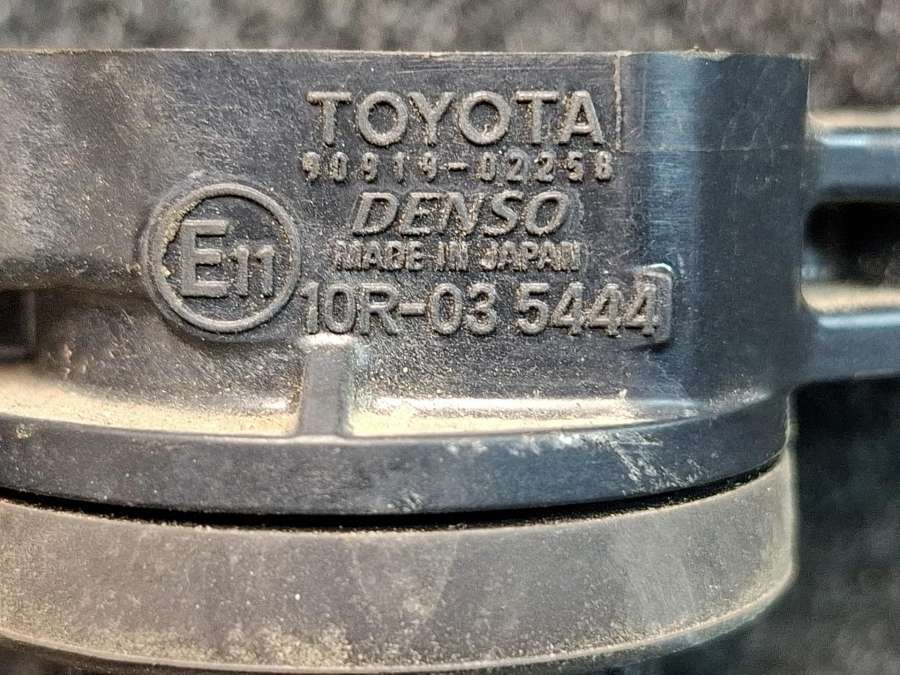 TOYOTA
90919-02258
DENSO
MADE IN JAPAN
E11
10R-03 5444